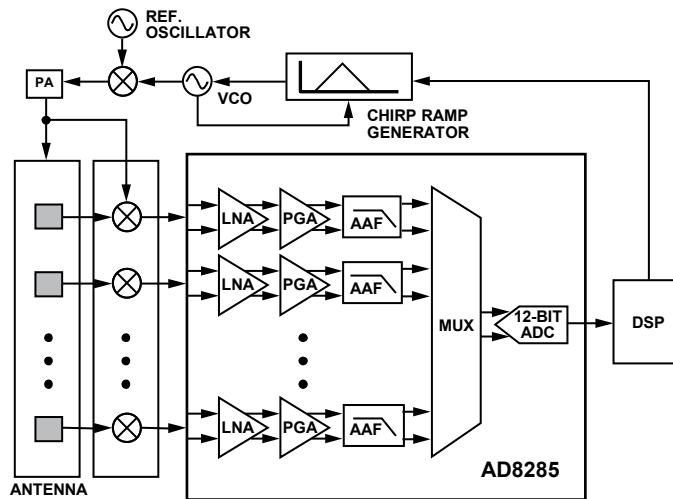 REF.
OSCILLATOR
PA
VCO
CHIRP RAMP
GENERATOR
LNA
PGA
AAF
LNA
PGA
AAF
MUX
12-BIT
ADC
DSP
LNA
PGA
AAF
AD8285
ANTENNA